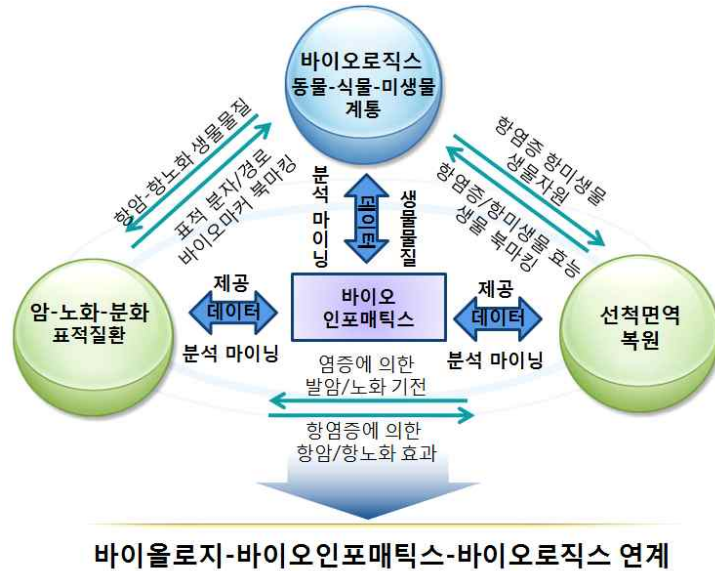 바이오로직스
동물-식물-미생물
계통
항암-항노화 생물물질
표적 분자/경로
바이오마커 북마킹
항염증 항미생물
생물자원
항염증/항미생물 효능
생물 북마킹
분석 마이닝
데이터
생물물질
암-노화-분화
표적질환
제공
데이터
분석 마이닝
바이오
인포매틱스
제공
데이터
분석 마이닝
선척면역
복원
염증에 의한
발암/노화 기전
항염증에 의한
항암/항노화 효과
바이올로지-바이오인포매틱스-바이오로직스 연계